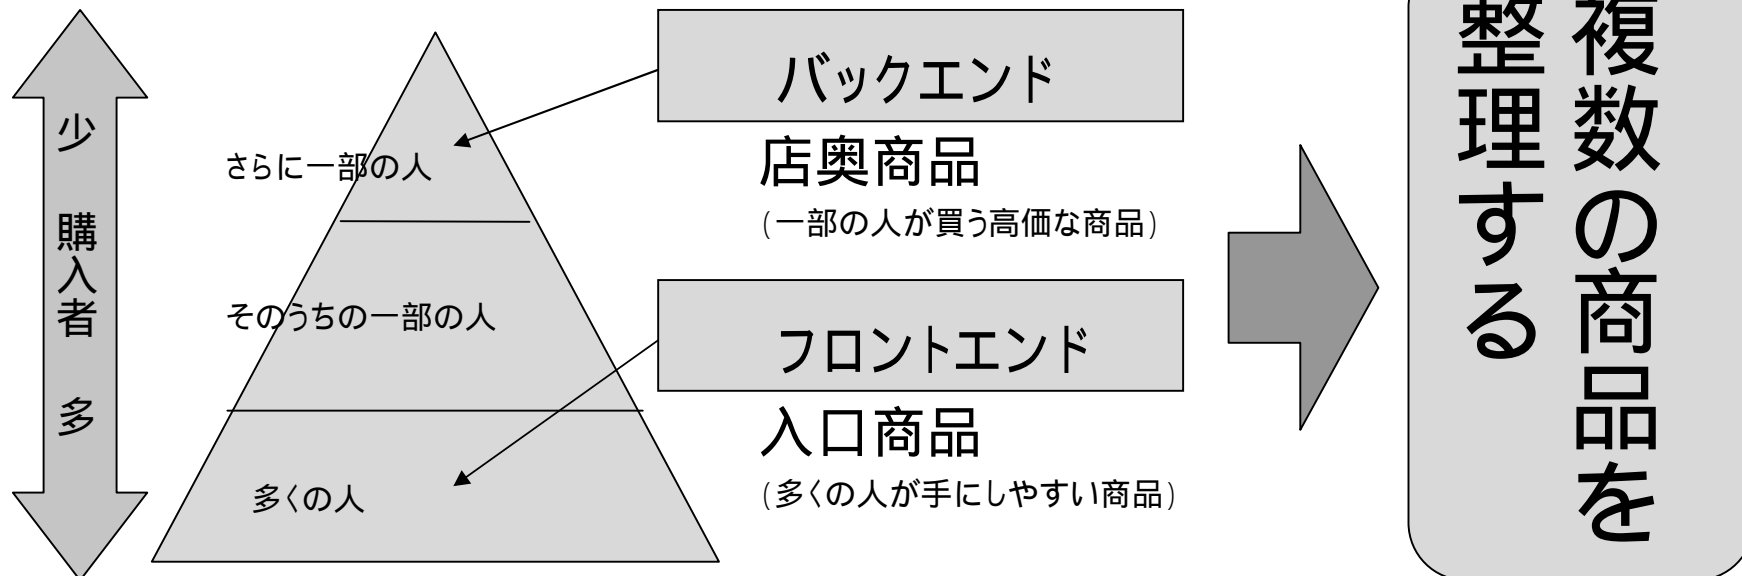 少 購入者 多
さらに一部の人
そのうちの一部の人
多くの人
バックエンド
店奥商品
(一部の人が買う高価な商品)
フロントエンド
入口商品
(多くの人が手にしやすい商品)
複数の商品を
整理する